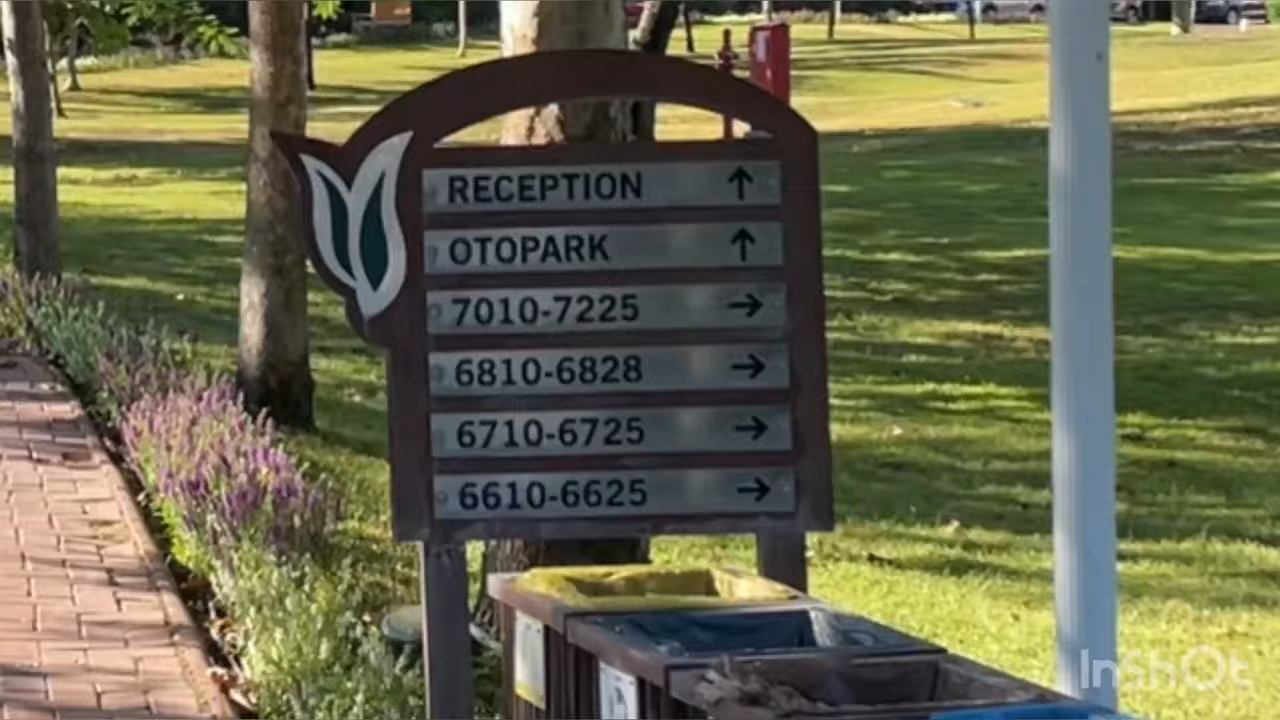 RECEPTION ↑
OTOPARK ↑
7010-7225 →
6810-6828 →
6710-6725 →
6610-6625 →
InShOt